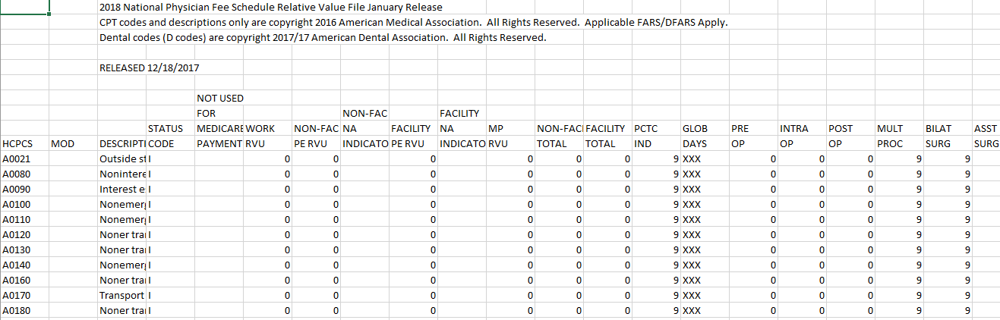 2018 National Physician Fee Schedule Relative Value File January Release
CPT codes and descriptions only are copyright 2016 American Medical Association.  All Rights Reserved.  Applicable FARS/DFARS Apply.
Dental codes (D codes) are copyright 2017/17 American Dental Association.  All Rights Reserved.
RELEASED 12/18/2017
NOT USED
FOR NON-FAC FACILITY
STATUS MEDICARE WORK NON-FAC NA FACILITY NA MP NON-FACI FACILITY PCTC GLOB PRE INTRA POST MULT BILAT ASST
HCPCS MOD DESCRIPTI CODE PAYMENT RVU PE RVU INDICATO PE RVU INDICATO RVU TOTAL TOTAL IND DAYS OP OP OP PROC SURG SURG
A0021 Outside st I 0 0 0 0 0 0 9 XXX 0 0 0 9 9
A0080 Nonintere I 0 0 0 0 0 0 9 XXX 0 0 0 9 9
A0090 Interest e I 0 0 0 0 0 0 9 XXX 0 0 0 9 9
A0100 Nonemerg I 0 0 0 0 0 0 9 XXX 0 0 0 9 9
A0110 Nonemerg I 0 0 0 0 0 0 9 XXX 0 0 0 9 9
A0120 Noner tra I 0 0 0 0 0 0 9 XXX 0 0 0 9 9
A0130 Noner tra I 0 0 0 0 0 0 9 XXX 0 0 0 9 9
A0140 Nonemerg I 0 0 0 0 0 0 9 XXX 0 0 0 9 9
A0160 Noner tra I 0 0 0 0 0 0 9 XXX 0 0 0 9 9
A0170 Transport I 0 0 0 0 0 0 9 XXX 0 0 0 9 9
A0180 Noner tra I 0 0 0 0 0 0 9 XXX 0 0 0 9 9